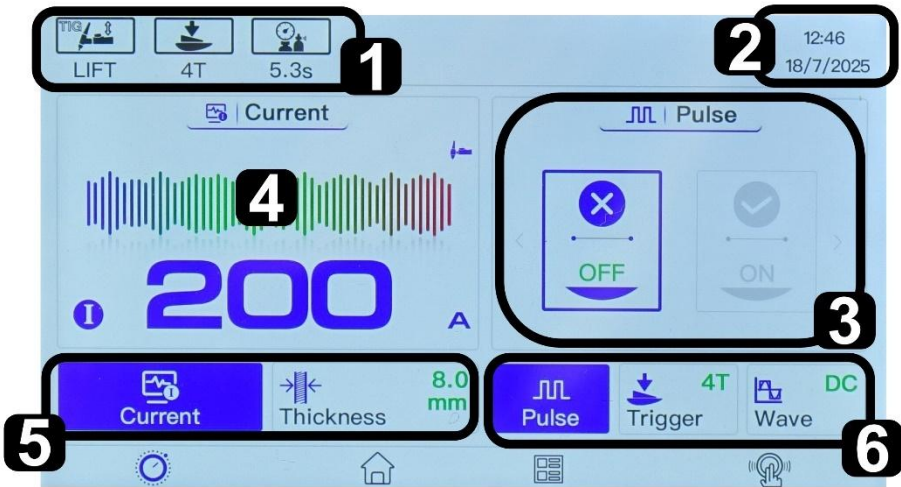 TIG
LIFT 4T 5.3s
1
2
12:46
18/7/2025
Current
4
200
I
A
Pulse
OFF
ON
3
Current
Thickness
8.0
mm
5
Pulse
Trigger
4T
Wave
DC
6